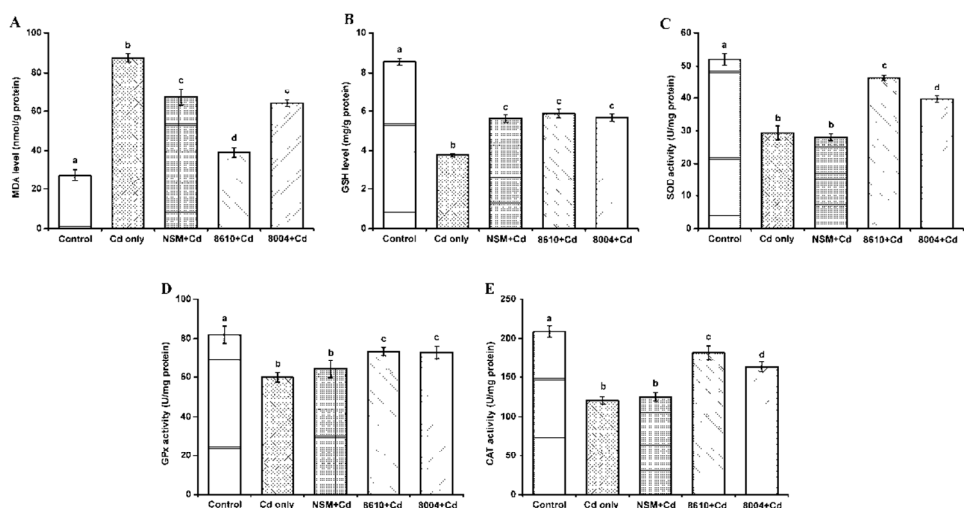 A
MDA level (nmol/g protein)
100
80
60
40
20
0
a
b
c
d
c
Control
Cd only
NSM+Cd
8610+Cd
8004+Cd
B
GSH level (mg/g protein)
10
8
6
4
2
0
a
b
c
c
c
Control
Cd only
NSM+Cd
8610+Cd
8004+Cd
C
SOD activity (U/mg protein)
60
50
40
30
20
10
0
a
b
b
c
d
Control
Cd only
NSM+Cd
8610+Cd
8004+Cd
D
GPx activity (U/mg protein)
100
80
60
40
20
0
a
b
b
c
c
Control
Cd only
NSM+Cd
8610+Cd
8004+Cd
E
CAT activity (U/mg protein)
250
200
150
100
50
0
a
b
b
c
d
Control
Cd only
NSM+Cd
8610+Cd
8004+Cd